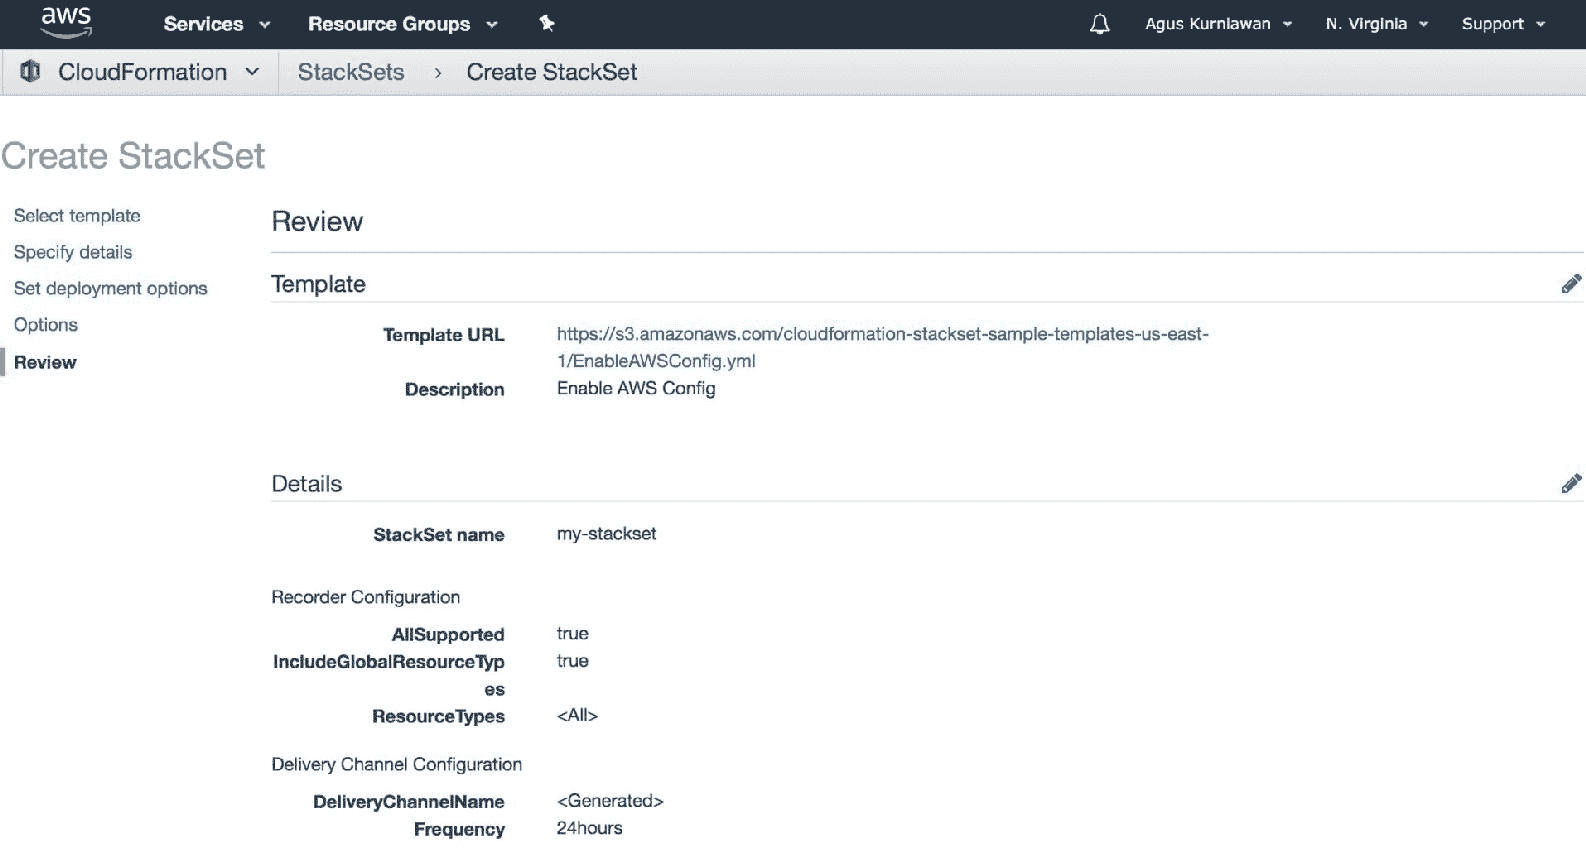 aws Services Resource Groups Agus Kurniawan N. Virginia Support
CloudFormation StackSets › Create StackSet
Create StackSet
Select template
Specify details
Set deployment options
Options
Review
Review
Template
Template URL https://s3.amazonaws.com/cloudformation-stackset-sample-templates-us-east-
1/EnableAWSConfig.yml
Description Enable AWS Config
Details
StackSet name my-stackset
Recorder Configuration
AllSupported true
IncludeGlobalResourceTyp true
es
ResourceTypes <All>
Delivery Channel Configuration
DeliveryChannelName <Generated>
Frequency 24hours